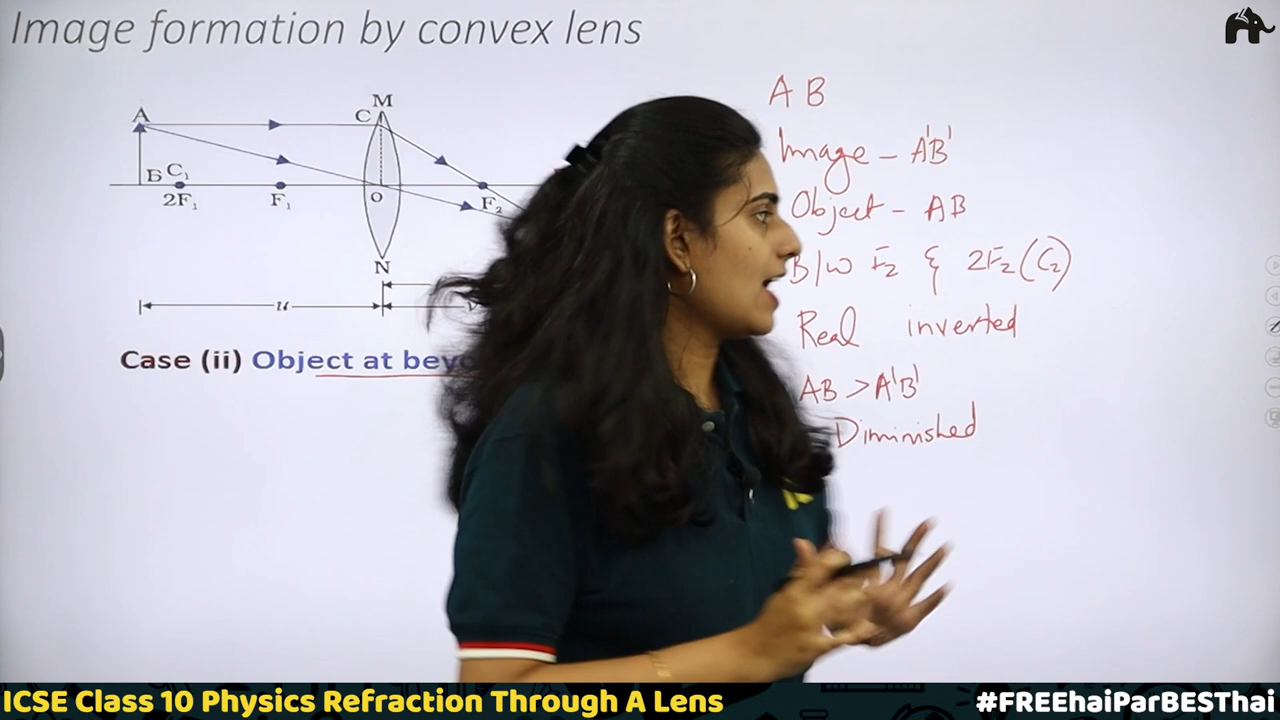 Image formation by convex lens
A B
Image - A'B'
Object - AB
B/w F₂ & 2F₂ (C₂)
Real inverted
AB > A'B'
Diminished
M
A
C
B C₁
2F₁
F₁
O
F₂
N
u
Case (ii) Object at
ICSE Class 10 Physics Refraction Through A Lens
#FREEhaiParBESThai